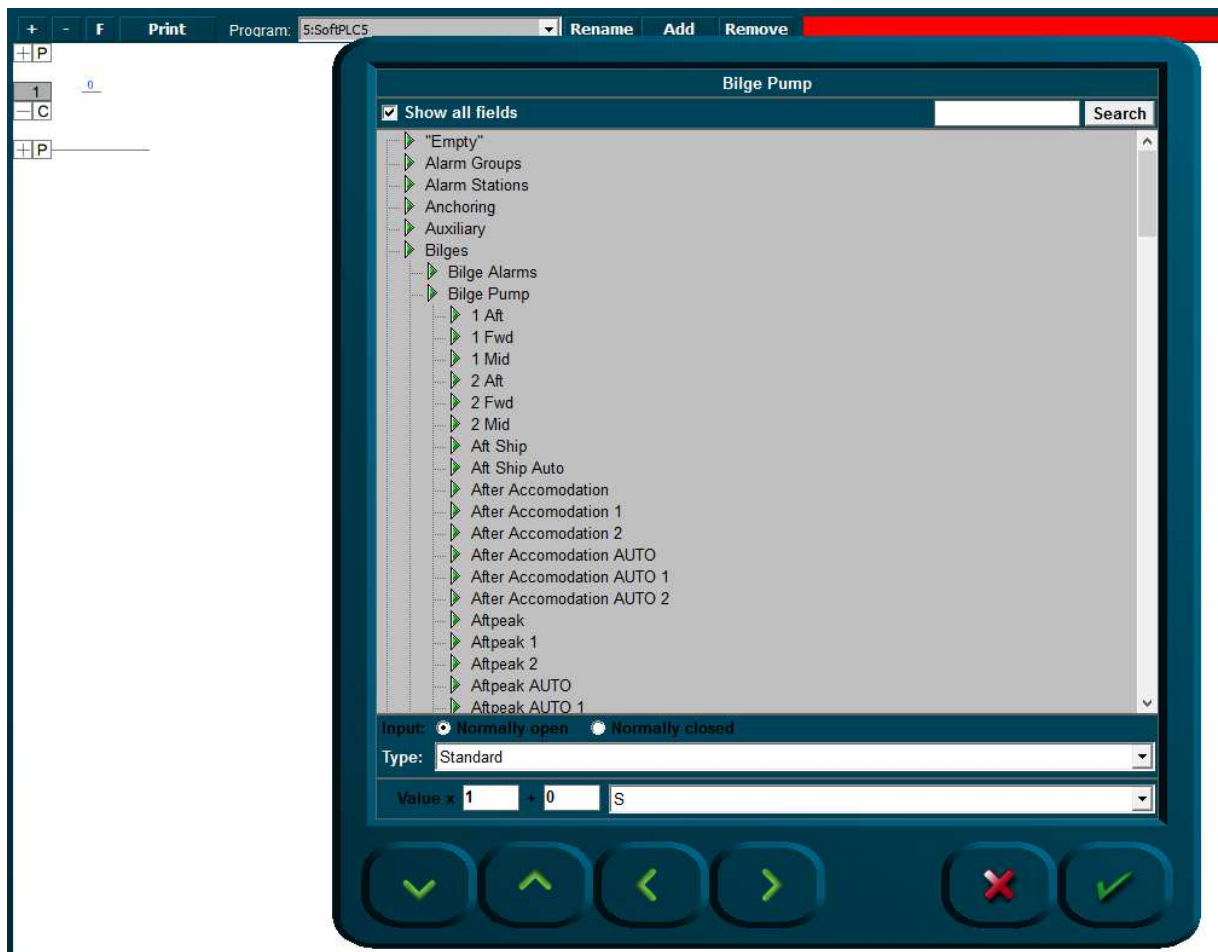 + - F Print Program: 5:SoftPLC5 Rename Add Remove
+ P
1 0
- C
+ P
Bilge Pump
Show all fields Search
"Empty"
Alarm Groups
Alarm Stations
Anchoring
Auxiliary
Bilges
Bilge Alarms
Bilge Pump
1 Aft
1 Fwd
1 Mid
2 Aft
2 Fwd
2 Mid
Aft Ship
Aft Ship Auto
After Accomodation
After Accomodation 1
After Accomodation 2
After Accomodation AUTO
After Accomodation AUTO 1
After Accomodation AUTO 2
Aftpeak
Aftpeak 1
Aftpeak 2
Aftpeak AUTO
Aftpeak AUTO 1
Input: Normally open Normally closed
Type: Standard
Value x 1 + 0 S